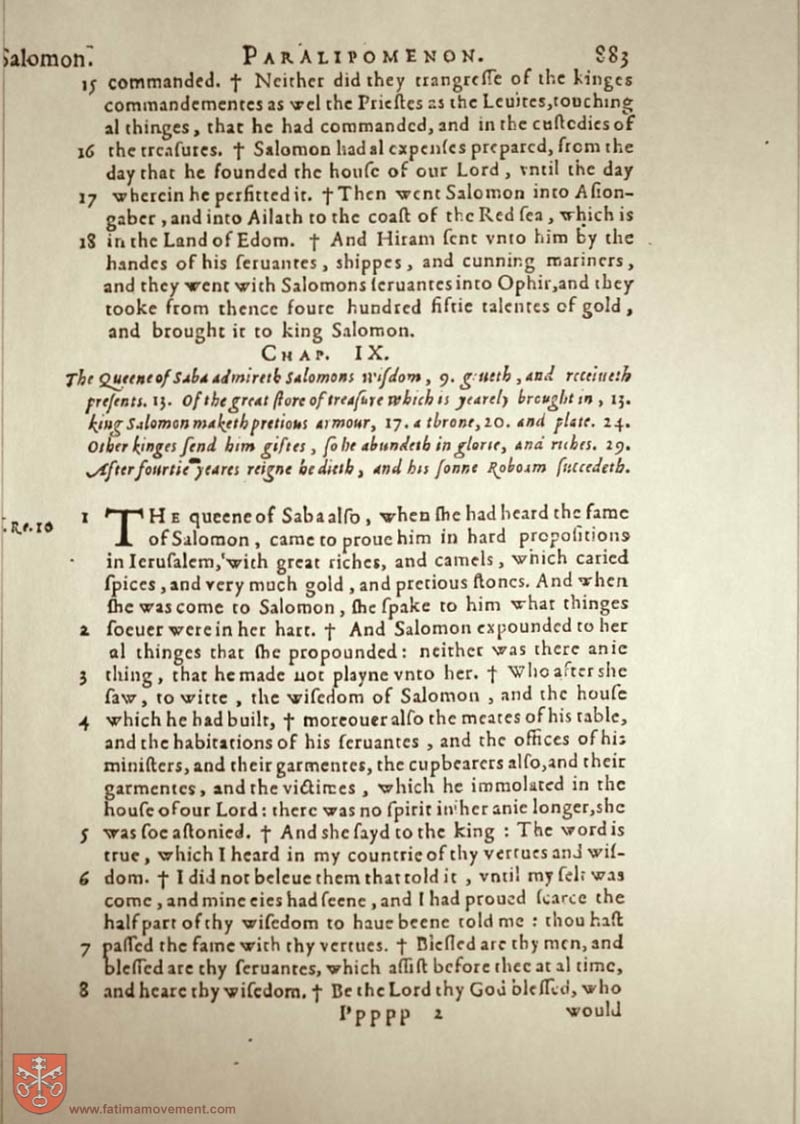 Salomon. PARALIPOMENON. 883
15 commanded. † Neither did they trangreſſe of the kinges
commandementes as wel the Prieſtes as the Leuites, touching
al thinges, that he had commanded, and in the cuſtodies of
16 the treaſures. † Salomon had al expenſes prepared, from the
day that he founded the houſe of our Lord, vntil the day
17 wherein he perfitted it. † Then went Salomon into Aſion-
gaber, and into Ailath to the coaſt of the Red ſea, which is
18 in the Land of Edom. † And Hiram ſent vnto him by the
handes of his ſeruantes, shippes, and cunning mariners,
and they went with Salomons ſeruantes into Ophir, and they
tooke from thence foure hundred fiftie talentes of gold,
and brought it to king Salomon.
CHAP. IX.
The Queene of Saba admireth Salomons wiſdom, 9. geueth, and receiueth
preſents. 13. Of the great ſtore of treaſure which is yearely brought in, 13.
king Salomon maketh pretious armour, 17. a throne, 20. and plate. 24.
Other kinges ſend him giftes, ſo he abundeth in glorie, and riches. 29.
After fourtie yeares reigne he dieth, and his ſonne Roboam ſuccedeth.
3. Re. 10 1 THE queene of Saba alſo, when ſhe had heard the fame
of Salomon, came to proue him in hard propoſitions
in Ieruſalem, with great riches, and camels, which caried
ſpices, and very much gold, and pretious ſtones. And when
ſhe was come to Salomon, ſhe ſpake to him what thinges
2 ſoeuer were in her hart. † And Salomon expounded to her
al thinges that ſhe propounded: neither was there anie
3 thing, that he made not playne vnto her. † Who after she
ſaw, to witte, the wiſedom of Salomon, and the houſe
4 which he had built, † moreouer alſo the meates of his table,
and the habitations of his ſeruantes, and the offices of his
miniſters, and their garmentes, the cupbearers alſo, and their
garmentes, and the victimes, which he immolated in the
houſe of our Lord: there was no ſpirit in her anie longer, she
5 was ſoe aſtonied. † And she ſayd to the king: The word is
true, which I heard in my countrie of thy vertues and wiſ-
6 dom. † I did not beleue them that told it, vntil my ſelf was
come, and mine eies had ſeene, and I had proued ſcarce the
half part of thy wiſedom to haue beene told me: thou haſt
7 paſſed the fame with thy vertues. † Bleſſed are thy men, and
bleſſed are thy ſeruantes, which aſſiſt before thee at al time,
8 and heare thy wiſedom. † Be the Lord thy God bleſſed, who
Ppppp 2 would
www.fatimamovement.com